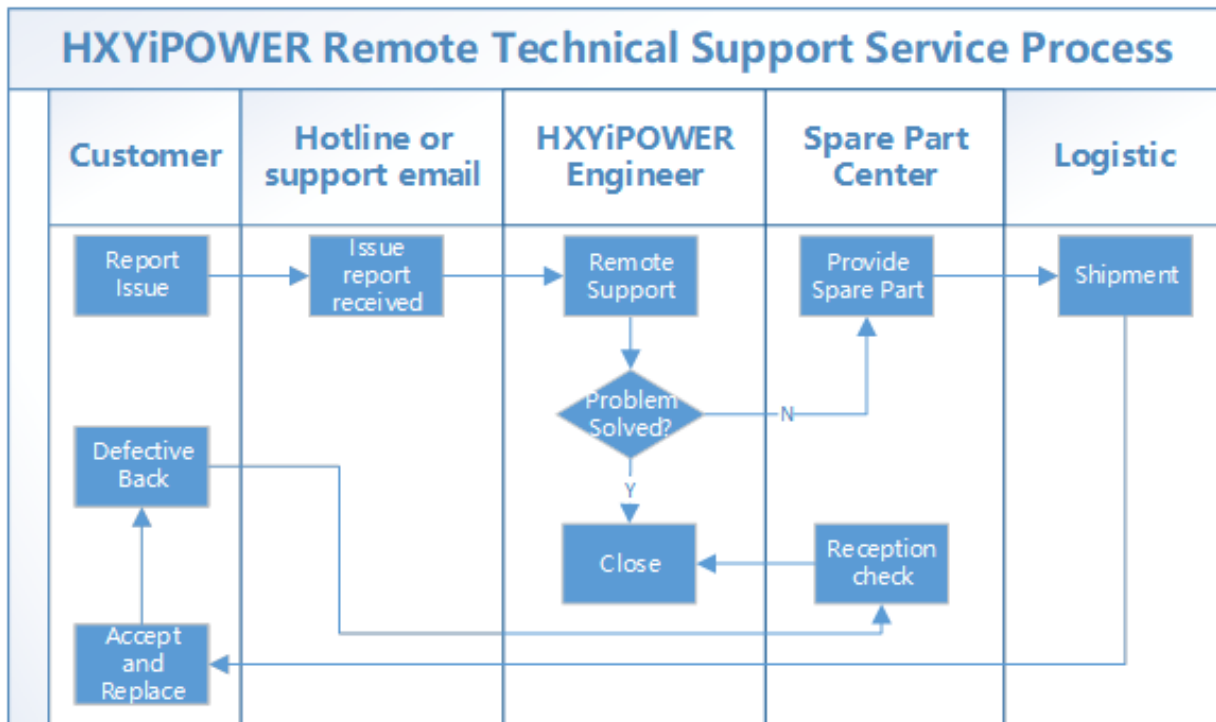 HXYiPOWER Remote Technical Support Service Process
Customer
Hotline or
support email
HXYiPOWER
Engineer
Spare Part
Center
Logistic
Report
Issue
Issue
report
received
Remote
Support
Provide
Spare Part
Shipment
Problem
Solved?
N
Defective
Back
Y
Close
Reception
check
Accept
and
Replace